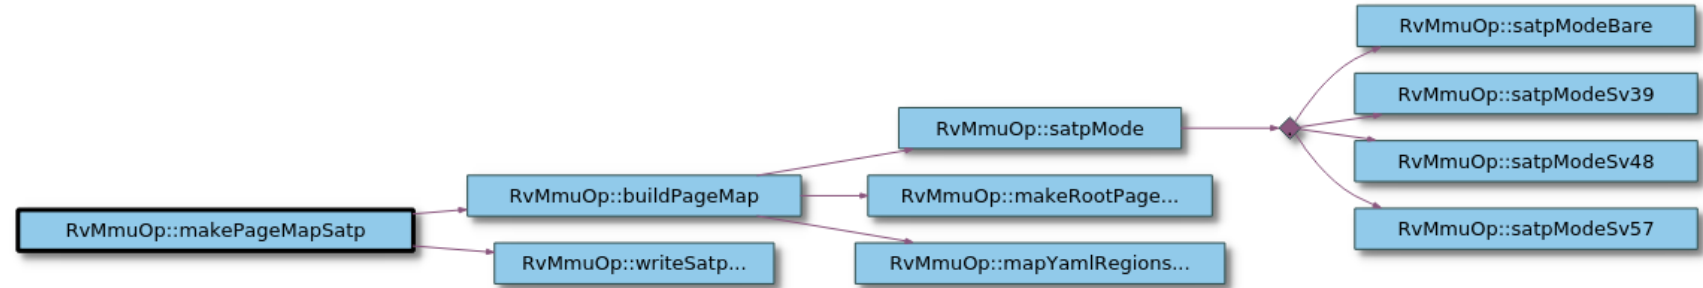 RvMmuOp::satpModeBare
RvMmuOp::satpModeSv39
RvMmuOp::satpMode
RvMmuOp::satpModeSv48
RvMmuOp::buildPageMap
RvMmuOp::makeRootPage...
RvMmuOp::makePageMapSatp
RvMmuOp::satpModeSv57
RvMmuOp::writeSatp...
RvMmuOp::mapYamlRegions...